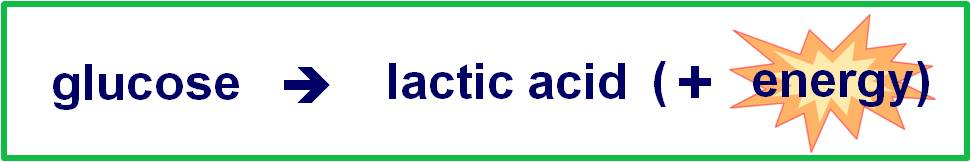 glucose ➔ lactic acid (+ energy)